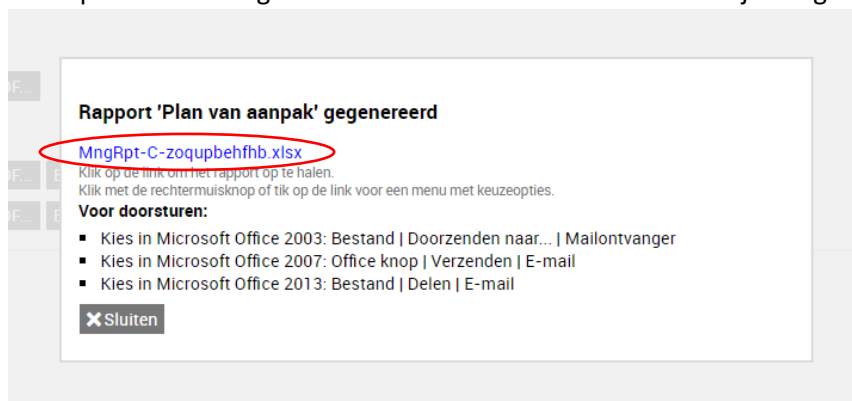 Rapport 'Plan van aanpak' gegenereerd
MngRpt-C-zoqupbehfhb.xlsx
Klik op de link om het rapport op te halen.
Klik met de rechtermuisknop of tik op de link voor een menu met keuzeopties.
Voor doorsturen:
▪ Kies in Microsoft Office 2003: Bestand | Doorzenden naar... | Mailontvanger
▪ Kies in Microsoft Office 2007: Office knop | Verzenden | E-mail
▪ Kies in Microsoft Office 2013: Bestand | Delen | E-mail
Sluiten